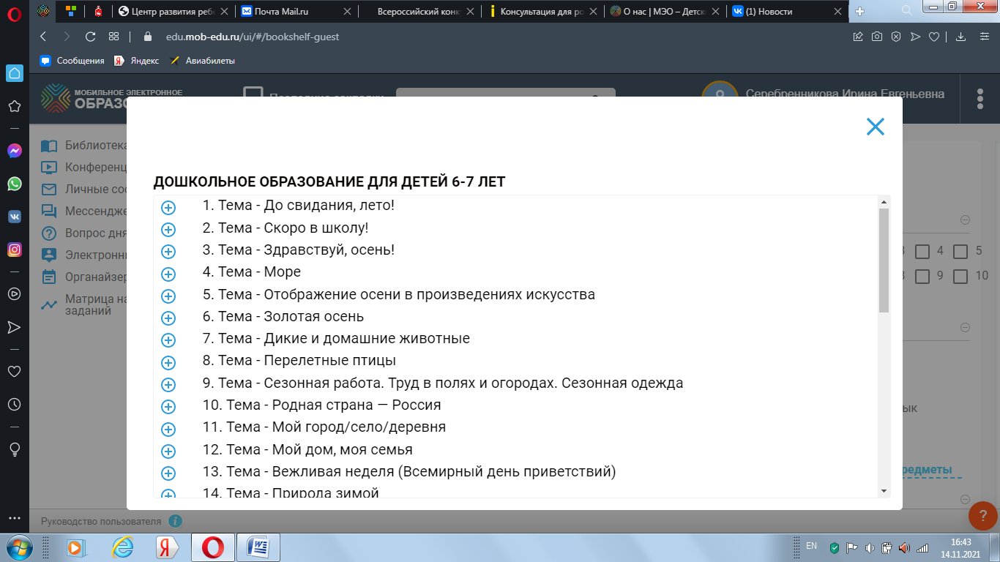 Центр развития ребе
Почта Mail.ru
Всероссийский конк
Консультация для ро
О нас | МЭО – Детск
(1) Новости
edu.mob-edu.ru/ui/#/bookshelf-guest
Сообщения
Яндекс
Авиабилеты
МОБИЛЬНОЕ ЭЛЕКТРОННОЕ
ОБРАЗО
Серебренникова Ирина Евгеньевна
Библиотека
Конференц
Личные соо
Мессендже
Вопрос дня
Электронн
Органайзер
Матрица на
заданий
ДОШКОЛЬНОЕ ОБРАЗОВАНИЕ ДЛЯ ДЕТЕЙ 6-7 ЛЕТ
1. Тема - До свидания, лето!
2. Тема - Скоро в школу!
3. Тема - Здравствуй, осень!
4. Тема - Море
5. Тема - Отображение осени в произведениях искусства
6. Тема - Золотая осень
7. Тема - Дикие и домашние животные
8. Тема - Перелетные птицы
9. Тема - Сезонная работа. Труд в полях и огородах. Сезонная одежда
10. Тема - Родная страна — Россия
11. Тема - Мой город/село/деревня
12. Тема - Мой дом, моя семья
13. Тема - Вежливая неделя (Всемирный день приветствий)
14. Тема - Природа зимой
4 5
9 10
ык
редметы
Руководство пользователя
?
EN
16:43
14.11.2021